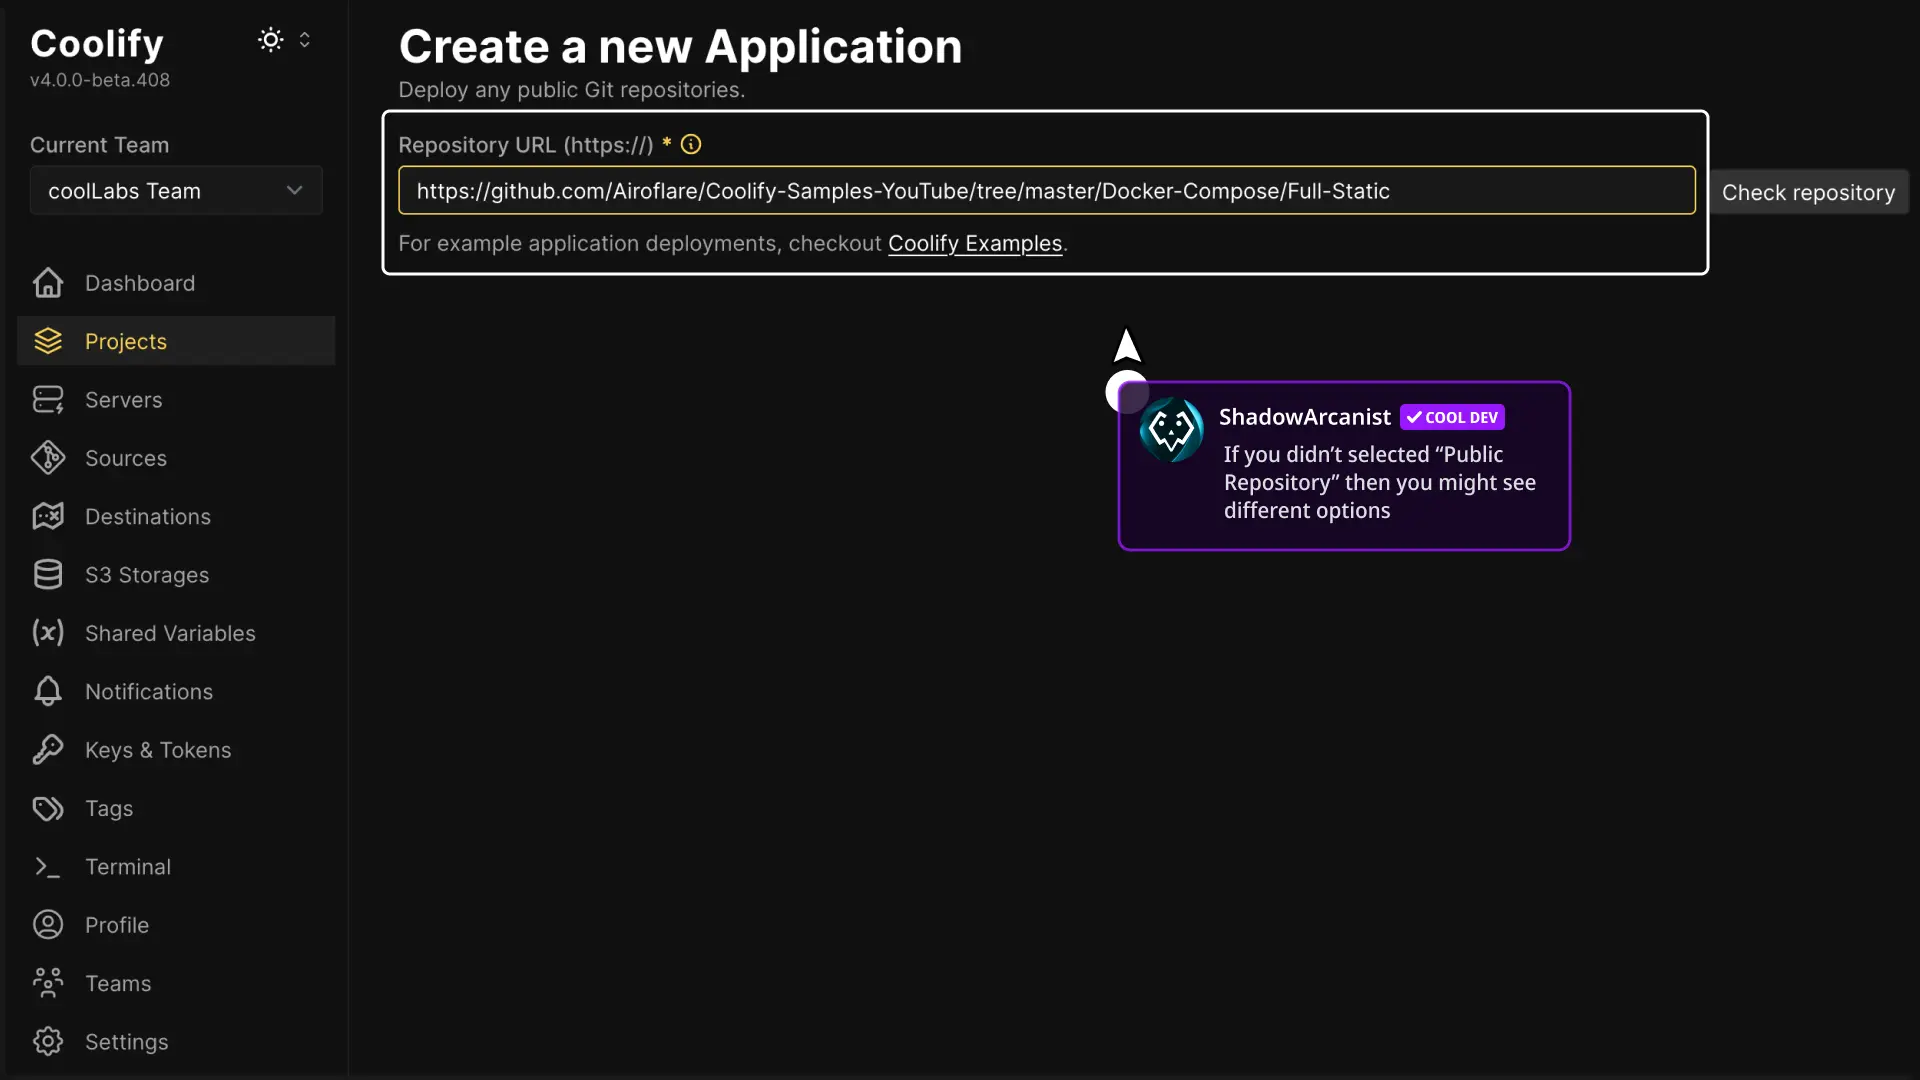 Coolify
v4.0.0-beta.408
Current Team
coolLabs Team
Dashboard
Projects
Servers
Sources
Destinations
S3 Storages
Shared Variables
Notifications
Keys & Tokens
Tags
Terminal
Profile
Teams
Settings
Create a new Application
Deploy any public Git repositories.
Repository URL (https://) *
https://github.com/Airoflare/Coolify-Samples-YouTube/tree/master/Docker-Compose/Full-Static
Check repository
For example application deployments, checkout Coolify Examples.
ShadowArcanist COOL DEV
If you didn’t selected “Public
Repository” then you might see
different options